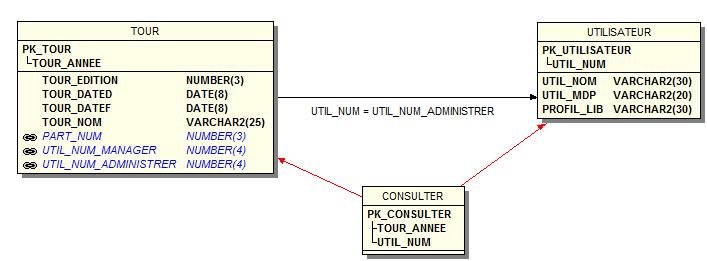 TOUR
PK_TOUR
TOUR_ANNEE
TOUR_EDITION NUMBER(3)
TOUR_DATED DATE(8)
TOUR_DATEF DATE(8)
TOUR_NOM VARCHAR2(25)
PART_NUM NUMBER(3)
UTIL_NUM_MANAGER NUMBER(4)
UTIL_NUM_ADMINISTRER NUMBER(4)
UTIL_NUM = UTIL_NUM_ADMINISTRER
UTILISATEUR
PK_UTILISATEUR
UTIL_NUM
UTIL_NOM VARCHAR2(30)
UTIL_MDP VARCHAR2(20)
PROFIL_LIB VARCHAR2(30)
CONSULTER
PK_CONSULTER
TOUR_ANNEE
UTIL_NUM